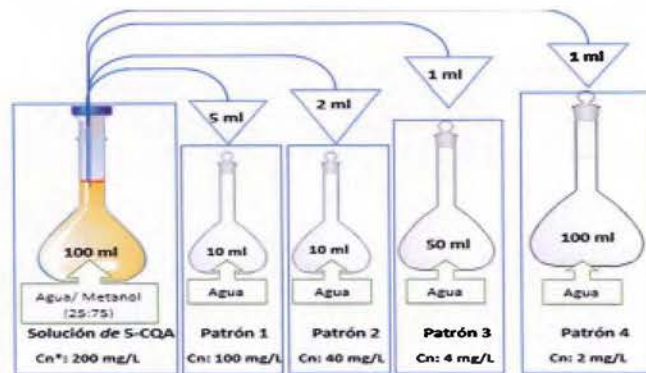 1 ml
1 ml
2 ml
5 ml
100 ml
10 ml
10 ml
50 ml
100 ml
Agua/ Metanol
(25:75)
Agua
Agua
Agua
Agua
Solución de 5-CQA
Patrón 1
Patrón 2
Patrón 3
Patrón 4
Cn*: 200 mg/L
Cn: 100 mg/L
Cn: 40 mg/L
Cn: 4 mg/L
Cn: 2 mg/L